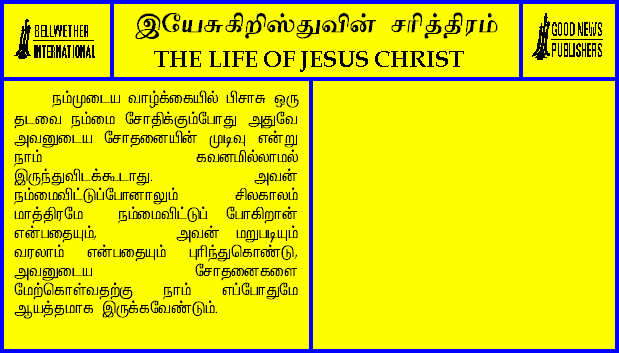 BELLWETHER
INTERNATIONAL
இயேசுகிறிஸ்துவின் சரித்திரம்
THE LIFE OF JESUS CHRIST
GOOD NEWS
PUBLISHERS
நம்முடைய வாழ்க்கையில் பிசாசு ஒரு
தடவை நம்மை சோதிக்கும்போது அதுவே
அவனுடைய சோதனையின் முடிவு என்று
நாம் கவனமில்லாமல்
இருந்துவிடக்கூடாது. அவன்
நம்மைவிட்டுப்போனாலும் சிலகாலம்
மாத்திரமே நம்மைவிட்டுப் போகிறான்
என்பதையும், அவன் மறுபடியும்
வரலாம் என்பதையும் புரிந்துகொண்டு,
அவனுடைய சோதனைகளை
மேற்கொள்வதற்கு நாம் எப்போதுமே
ஆயத்தமாக இருக்கவேண்டும்.